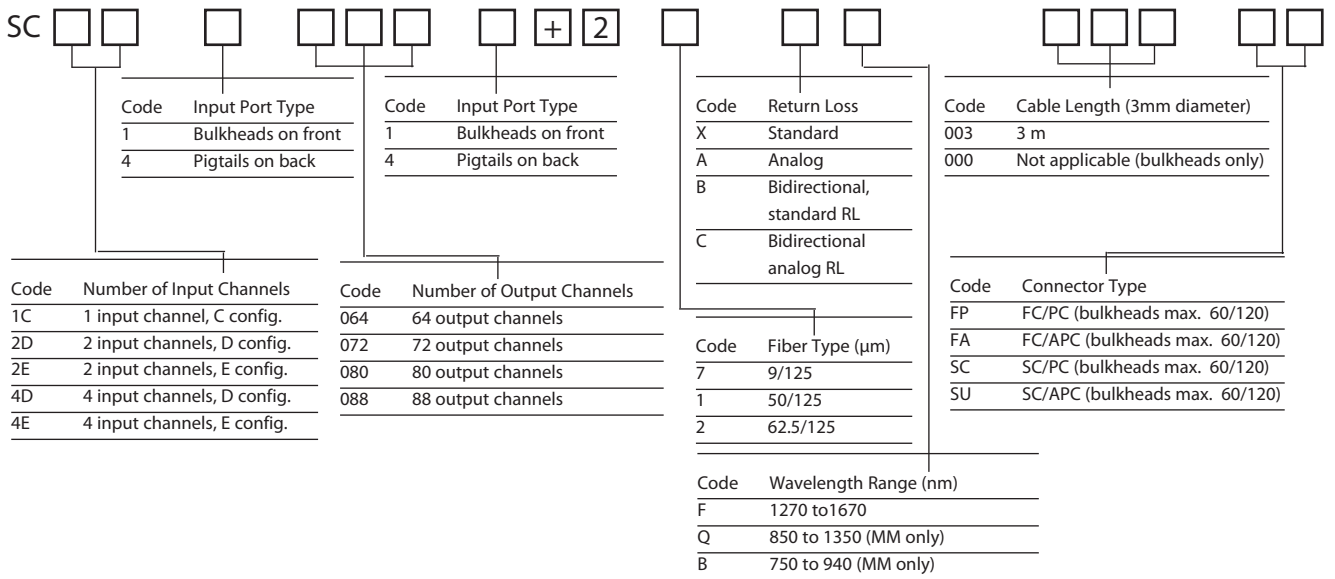 SC + 2
Code Input Port Type
1 Bulkheads on front
4 Pigtails on back
Code Input Port Type
1 Bulkheads on front
4 Pigtails on back
Code Return Loss
X Standard
A Analog
B Bidirectional,
standard RL
C Bidirectional
analog RL
Code Cable Length (3mm diameter)
003 3 m
000 Not applicable (bulkheads only)
Code Number of Input Channels
1C 1 input channel, C config.
2D 2 input channels, D config.
2E 2 input channels, E config.
4D 4 input channels, D config.
4E 4 input channels, E config.
Code Number of Output Channels
064 64 output channels
072 72 output channels
080 80 output channels
088 88 output channels
Code Fiber Type (µm)
7 9/125
1 50/125
2 62.5/125
Code Connector Type
FP FC/PC (bulkheads max. 60/120)
FA FC/APC (bulkheads max. 60/120)
SC SC/PC (bulkheads max. 60/120)
SU SC/APC (bulkheads max. 60/120)
Code Wavelength Range (nm)
F 1270 to1670
Q 850 to 1350 (MM only)
B 750 to 940 (MM only)